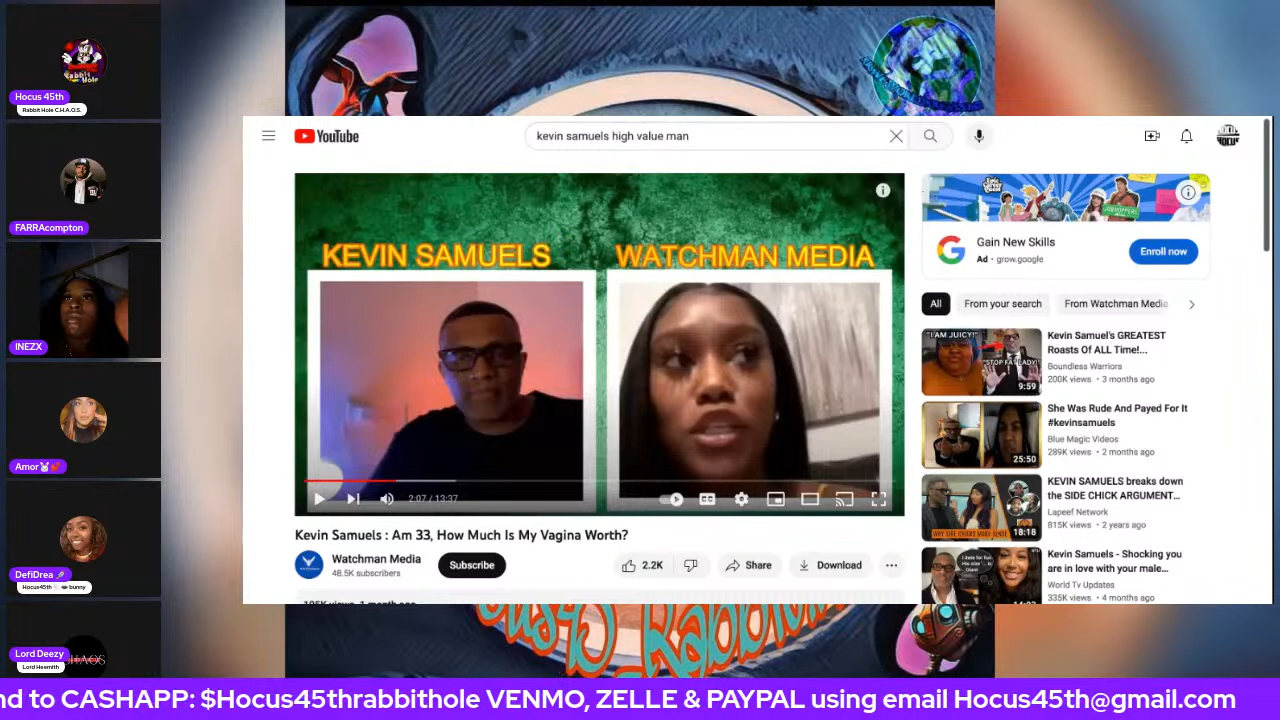 Rabbit Hole
Hocus 45th
Rabbit Hole C.H.A.O.S.
FARRAcompton
INEZX
Amor🐰💕
DefiDrea
bunny
Lord Deezy
Lord Heemith
YouTube
kevin samuels high value man
KEVIN SAMUELS
WATCHMAN MEDIA
2:07 / 13:37
Kevin Samuels : Am 33, How Much Is My Vagina Worth?
Watchman Media
48.5K subscribers
Subscribe
2.2K
Share
Download
Gain New Skills
Ad · grow.google
Enroll now
All
From your search
From Watchman Media
"I AM JUICY!"
"STOP FAT LADY!"
9:59
Kevin Samuel's GREATEST
Roasts Of ALL Time!...
Boundless Warriors
200K views • 3 months ago
25:50
She Was Rude And Payed For It
#kevinsamuels
Blue Magic Videos
289K views • 2 months ago
18:18
KEVIN SAMUELS breaks down
the SIDE CHICK ARGUMENT...
Lapeef Network
815K views • 2 years ago
Kevin Samuels - Shocking you
are in love with your male...
World Tv Updates
335K views • 4 months ago
nd to CASHAPP: $Hocus45thrabbithole VENMO, ZELLE & PAYPAL using email Hocus45th@gmail.com